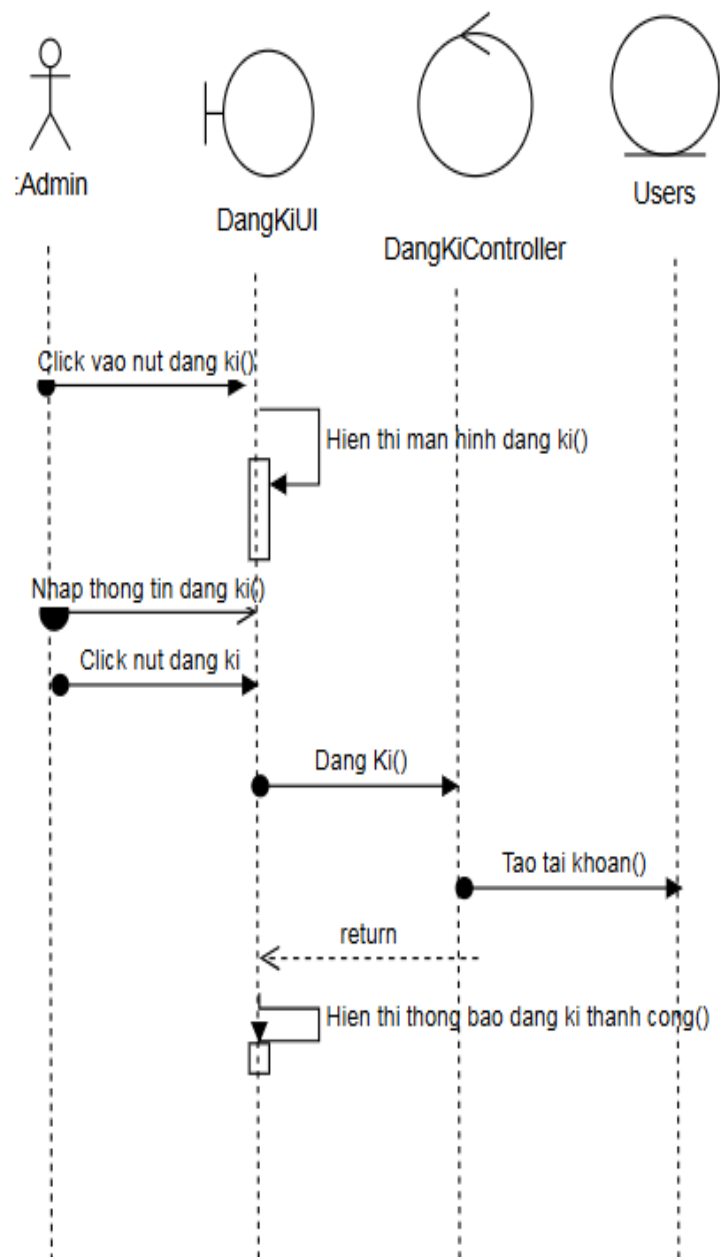 :Admin
DangKiUI
DangKiController
Users
Click vao nut dang ki()
Hien thi man hinh dang ki()
Nhap thong tin dang ki()
Click nut dang ki
Dang Ki()
Tao tai khoan()
return
Hien thi thong bao dang ki thanh cong()